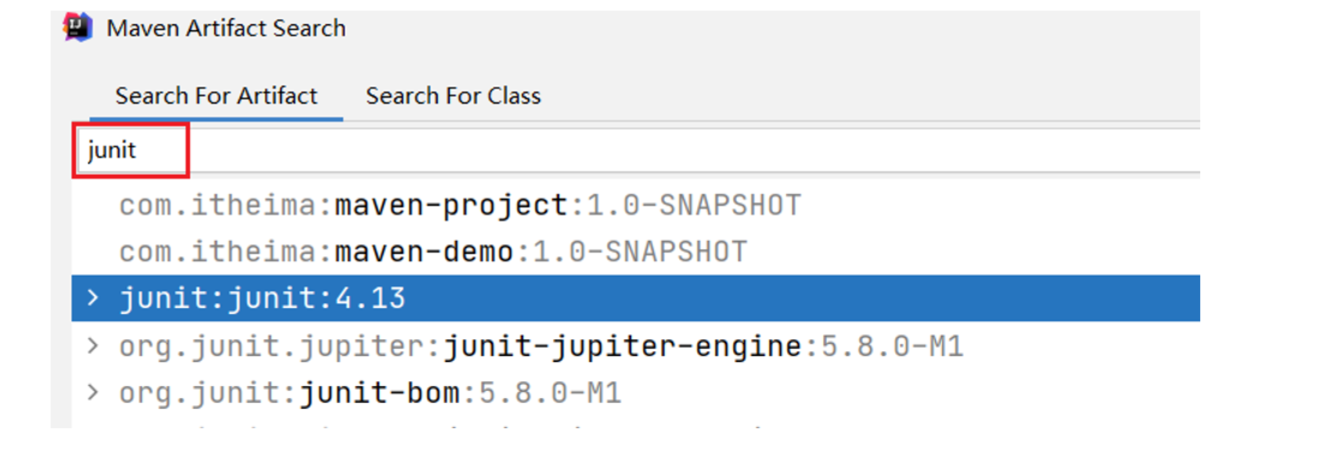 Maven Artifact Search
Search For Artifact Search For Class
junit
com.itheima:maven-project:1.0-SNAPSHOT
com.itheima:maven-demo:1.0-SNAPSHOT
junit:junit:4.13
org.junit.jupiter:junit-jupiter-engine:5.8.0-M1
org.junit:junit-bom:5.8.0-M1